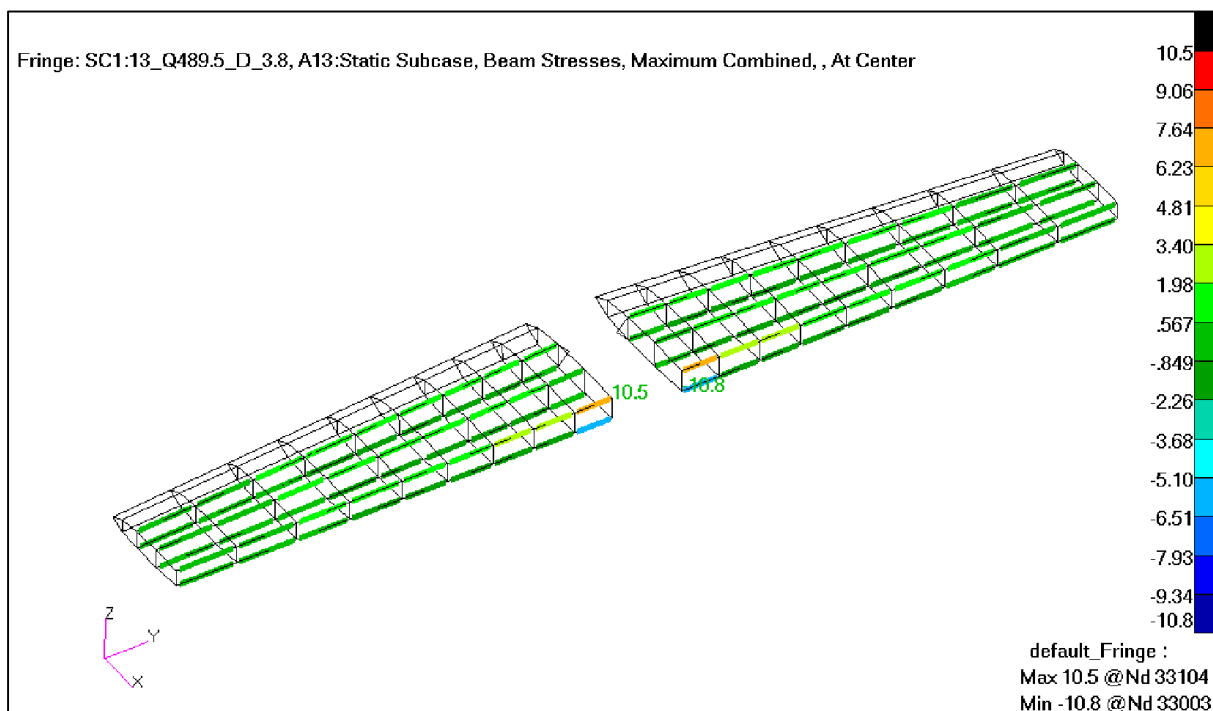 Fringe: SC1:13_Q489.5_D_3.8, A13:Static Subcase, Beam Stresses, Maximum Combined, , At Center
10.5
9.06
7.64
6.23
4.81
3.40
1.98
.567
-.849
-2.26
-3.68
-5.10
-6.51
-7.93
-9.34
-10.8
10.5
-10.8
Z
Y
X
default_Fringe :
Max 10.5 @Nd 33104
Min -10.8 @Nd 33003